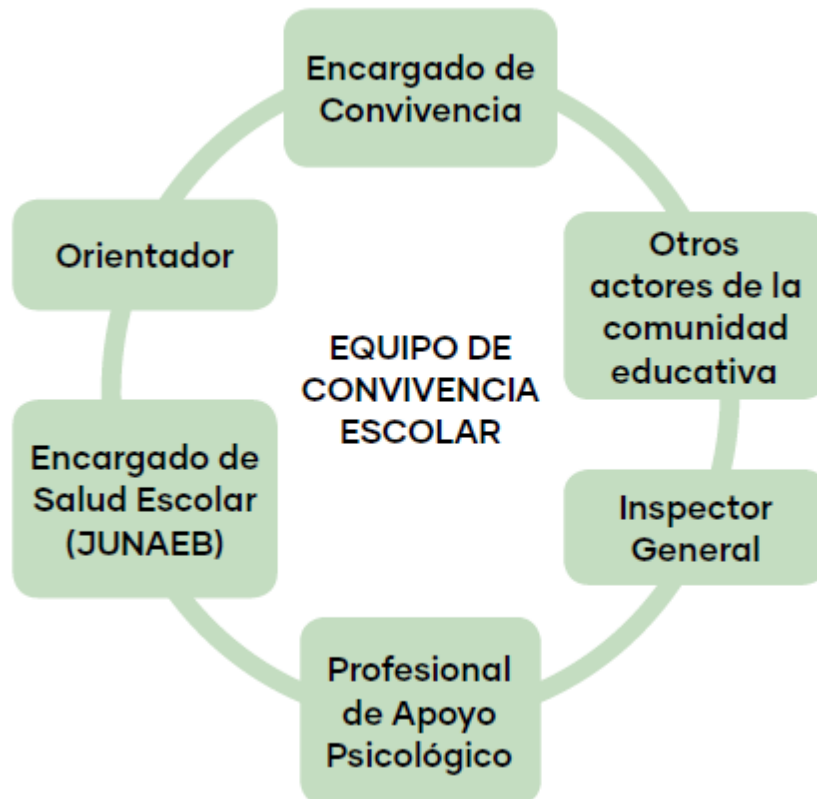 Encargado de
Convivencia
Orientador
Otros
actores de la
comunidad
educativa
EQUIPO DE
CONVIVENCIA
ESCOLAR
Encargado de
Salud Escolar
(JUNAEB)
Inspector
General
Profesional
de Apoyo
Psicológico